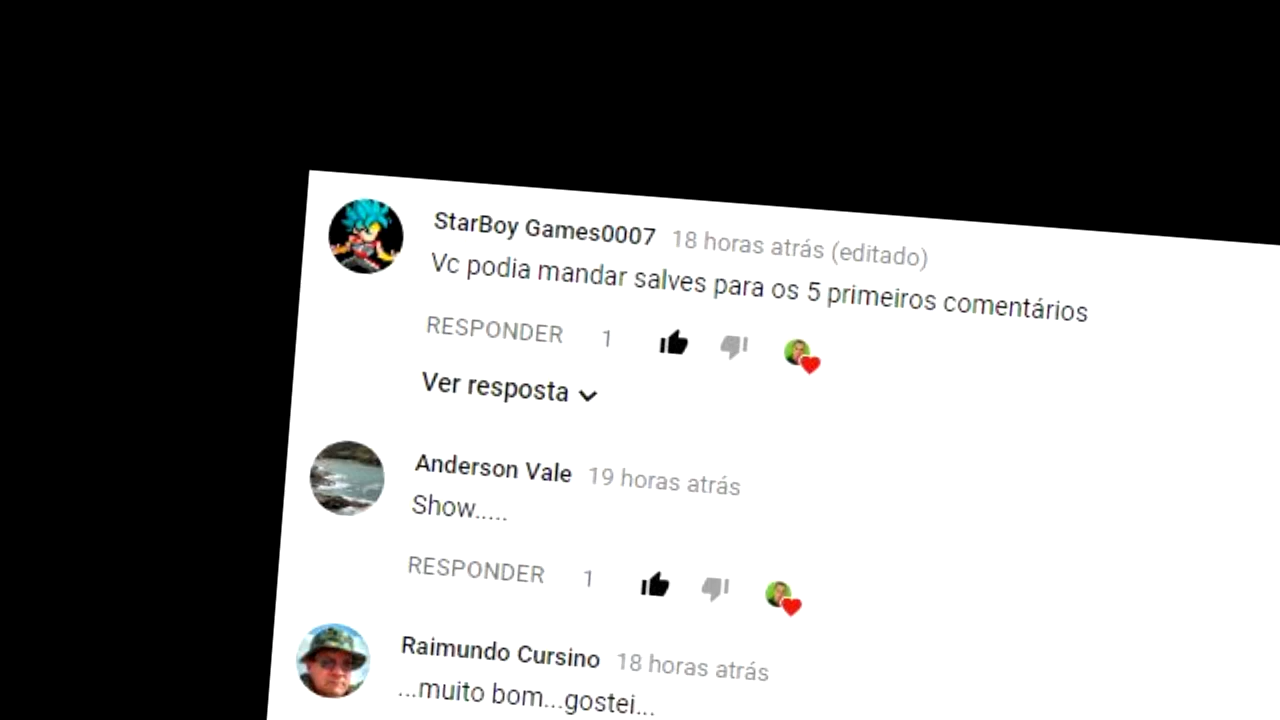 StarBoy Games0007 18 horas atrás (editado)
Vc podia mandar salves para os 5 primeiros comentários
RESPONDER 1
Ver resposta
Anderson Vale 19 horas atrás
Show.....
RESPONDER 1
Raimundo Cursino 18 horas atrás
...muito bom...gostei...